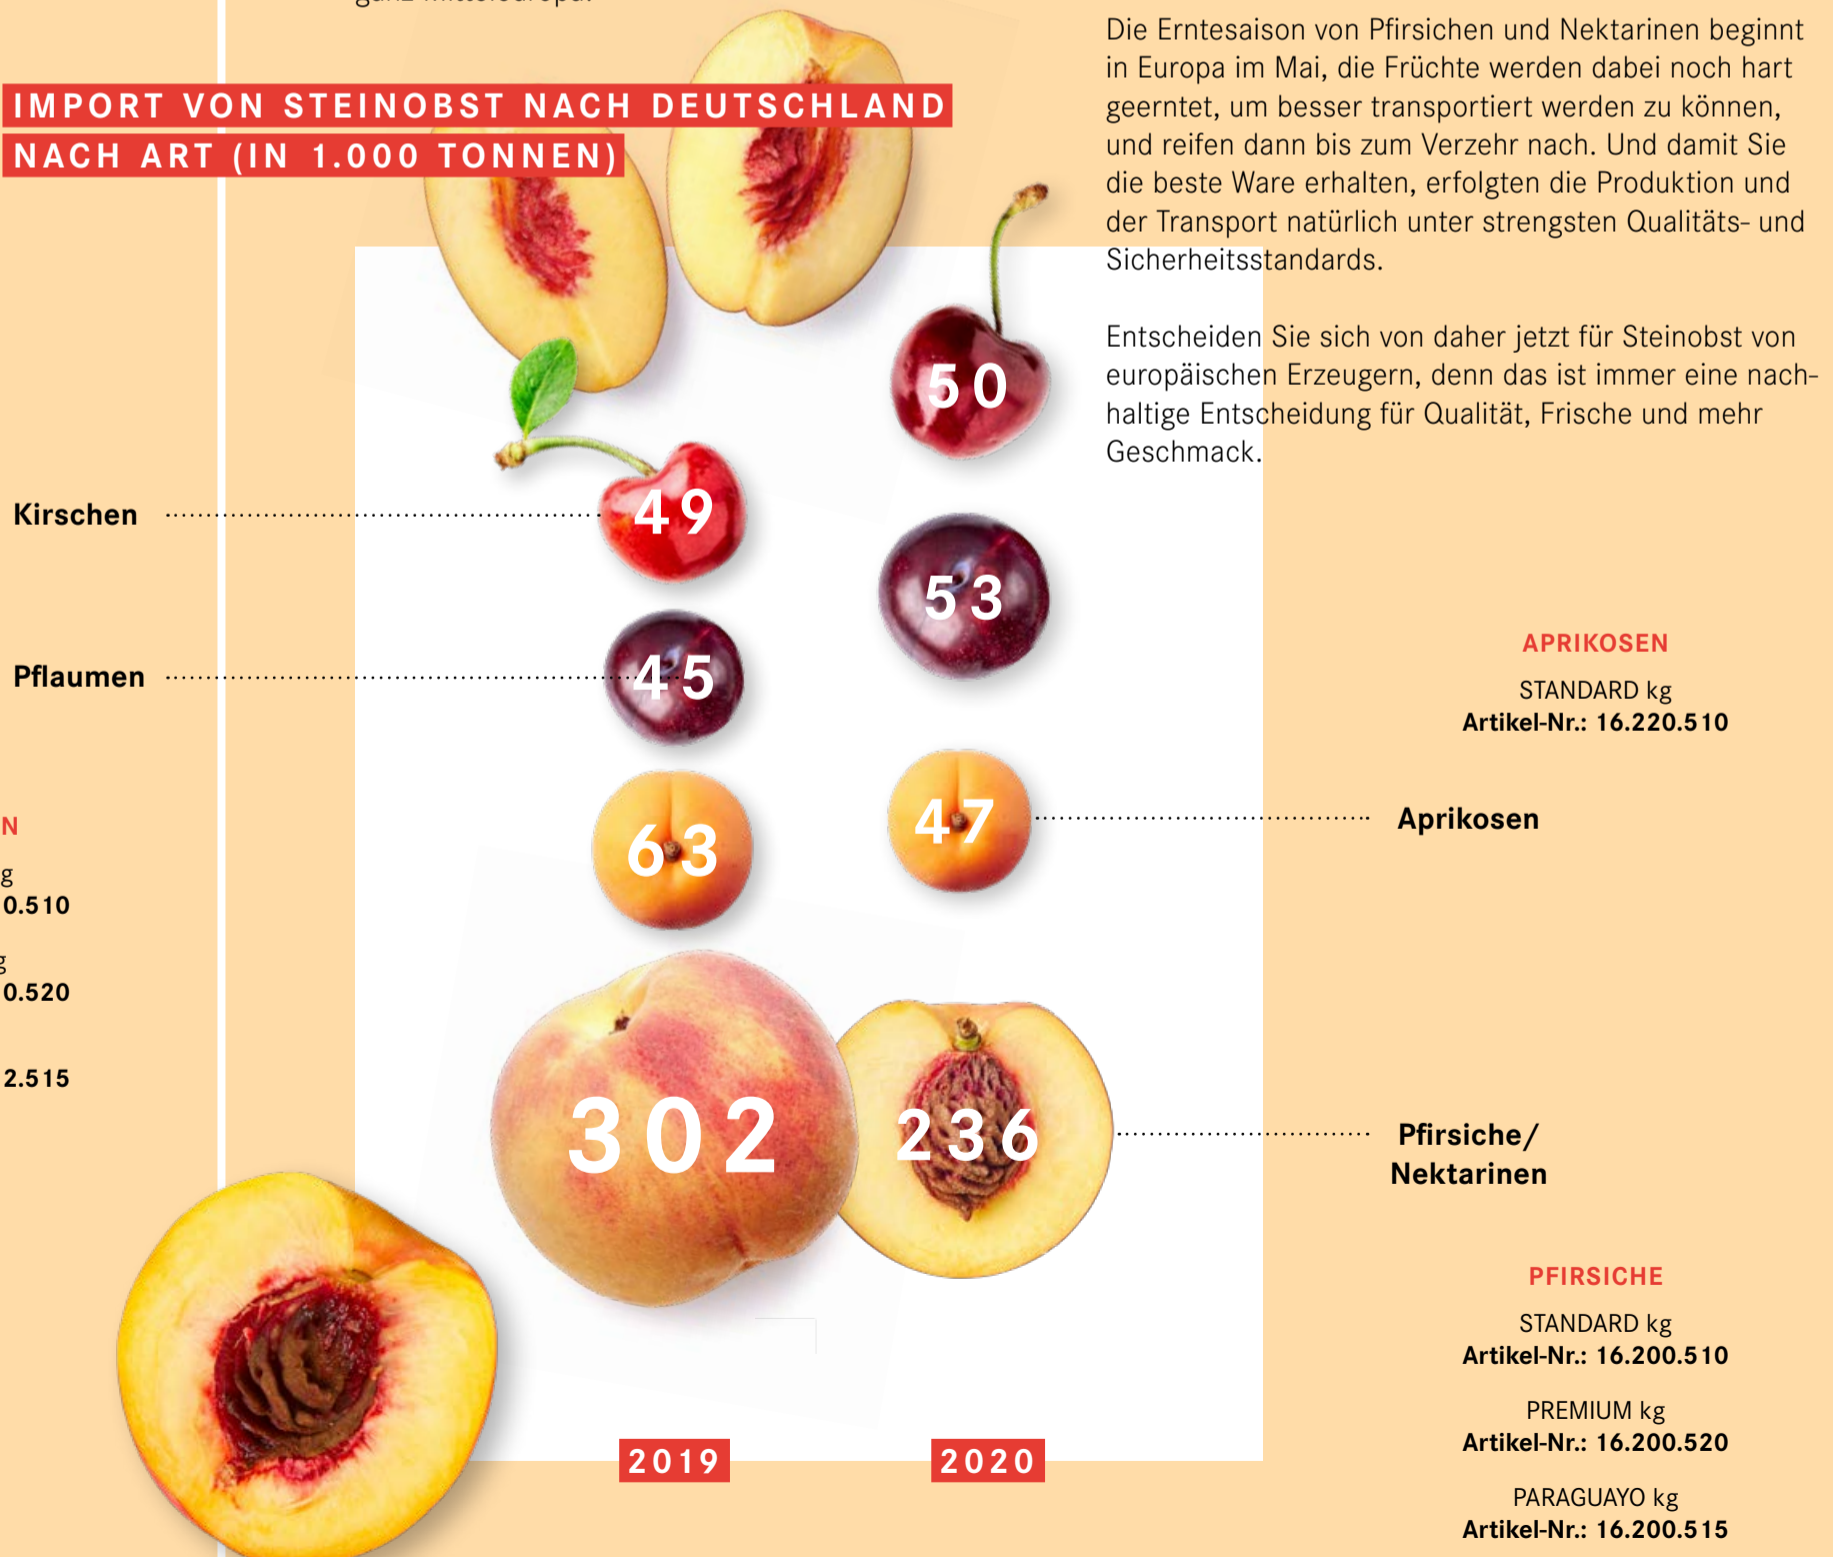 IMPORT VON STEINOBST NACH DEUTSCHLAND
NACH ART (IN 1.000 TONNEN)
Die Erntesaison von Pfirsichen und Nektarinen beginnt
in Europa im Mai, die Früchte werden dabei noch hart
geerntet, um besser transportiert werden zu können,
und reifen dann bis zum Verzehr nach. Und damit Sie
die beste Ware erhalten, erfolgten die Produktion und
der Transport natürlich unter strengsten Qualitäts- und
Sicherheitsstandards.
Entscheiden Sie sich von daher jetzt für Steinobst von
europäischen Erzeugern, denn das ist immer eine nach-
haltige Entscheidung für Qualität, Frische und mehr
Geschmack.
50
Kirschen
49
53
Pflaumen
45
63
47
Aprikosen
302
236
Pfirsiche/
Nektarinen
2019
2020
APRIKOSEN
STANDARD kg
Artikel-Nr.: 16.220.510
N
g
0.510
g
0.520
2.515
PFIRSICHE
STANDARD kg
Artikel-Nr.: 16.200.510
PREMIUM kg
Artikel-Nr.: 16.200.520
PARAGUAYO kg
Artikel-Nr.: 16.200.515